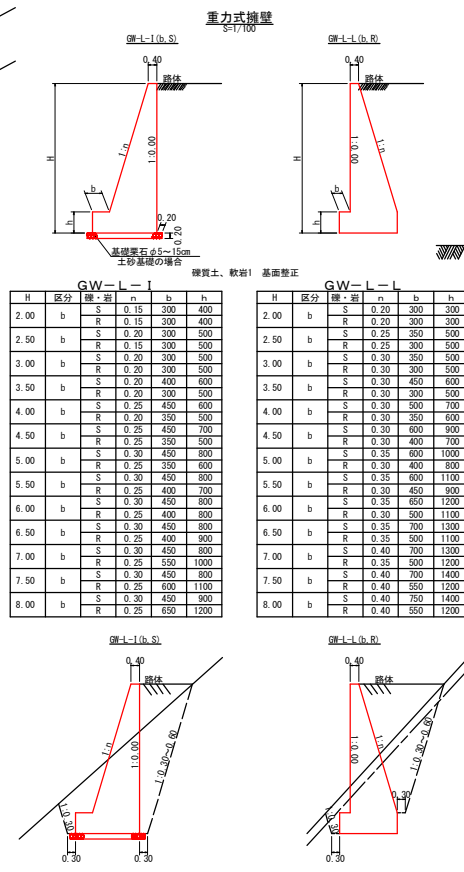 重力式擁壁
S=1/100
GW-L-I(b,S)
GW-L-L(b,R)
0.40
0.40
路体
路体
H
1:n
1:0.00
b
h
0.20
0.20
基礎栗石φ5~15cm
土砂基礎の場合
H
1:0.00
1:n
b
h
礫質土、軟岩1 基面整正
GW-L-I
H 区分 礫・岩 n b h
2.00 b S 0.15 300 400
R 0.15 300 400
2.50 b S 0.20 300 500
R 0.15 300 500
3.00 b S 0.20 300 500
R 0.20 300 500
3.50 b S 0.20 400 600
R 0.20 300 500
4.00 b S 0.25 450 600
R 0.20 350 500
4.50 b S 0.25 450 700
R 0.25 350 500
5.00 b S 0.30 450 800
R 0.25 350 600
5.50 b S 0.30 450 800
R 0.25 400 700
6.00 b S 0.30 450 800
R 0.25 400 800
6.50 b S 0.30 450 800
R 0.25 400 900
7.00 b S 0.30 450 800
R 0.25 550 1000
7.50 b S 0.30 450 800
R 0.25 600 1100
8.00 b S 0.30 450 900
R 0.25 650 1200
GW-L-L
H 区分 礫・岩 n b h
2.00 b S 0.20 300 300
R 0.20 300 300
2.50 b S 0.25 350 500
R 0.25 300 500
3.00 b S 0.30 350 500
R 0.30 300 500
3.50 b S 0.30 450 600
R 0.30 300 500
4.00 b S 0.30 500 700
R 0.30 350 600
4.50 b S 0.30 600 900
R 0.30 400 700
5.00 b S 0.35 600 1000
R 0.30 400 800
5.50 b S 0.35 600 1100
R 0.30 450 900
6.00 b S 0.35 650 1200
R 0.30 500 1100
6.50 b S 0.35 700 1300
R 0.35 500 1100
7.00 b S 0.40 700 1300
R 0.35 500 1200
7.50 b S 0.40 700 1400
R 0.40 550 1200
8.00 b S 0.40 750 1400
R 0.40 550 1200
GW-L-I(b,S)
GW-L-L(b,R)
0.40
0.40
路体
路体
1:n
1:0.00
1:0.30~0.60
1:0.30
0.30
0.30
1:0.00
1:n
1:0.30~0.60
0.30
1:0.30
0.30